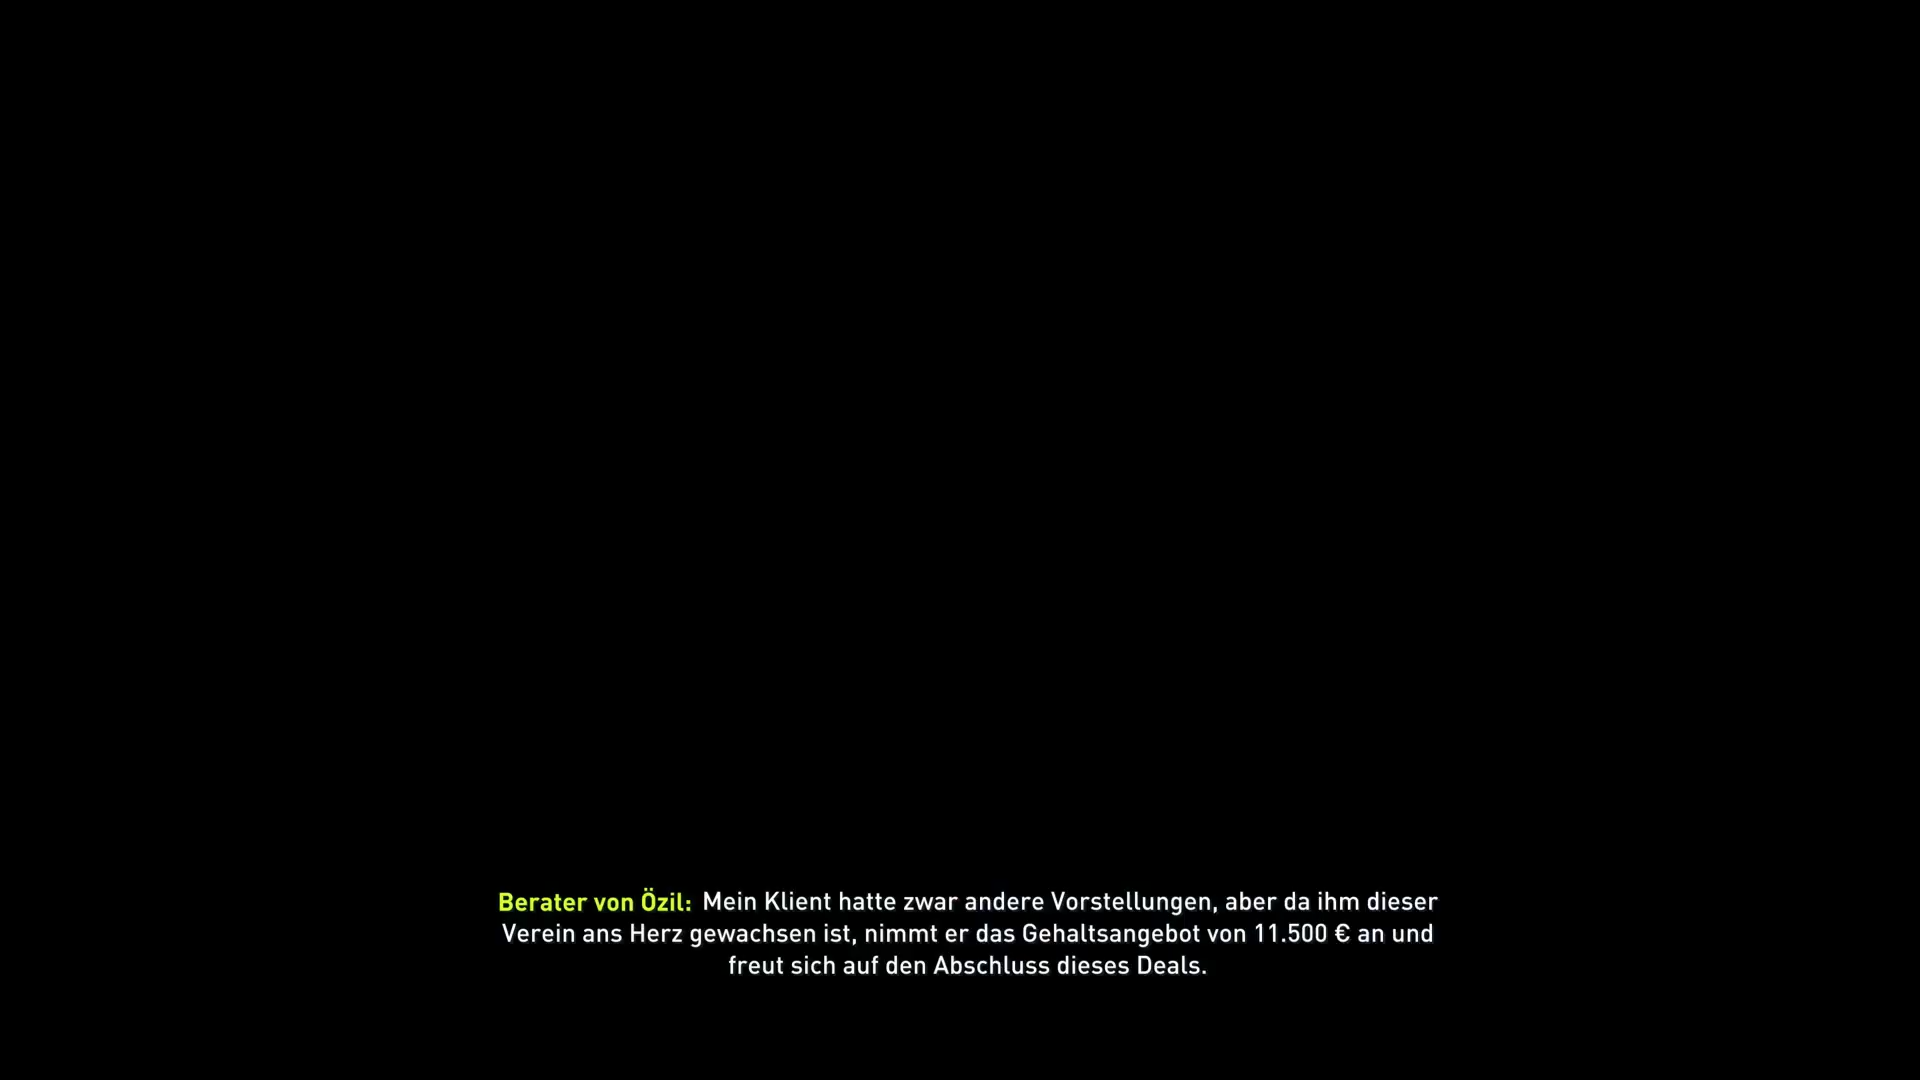 Berater von Özil: Mein Klient hatte zwar andere Vorstellungen, aber da ihm dieser
Verein ans Herz gewachsen ist, nimmt er das Gehaltsangebot von 11.500 € an und
freut sich auf den Abschluss dieses Deals.